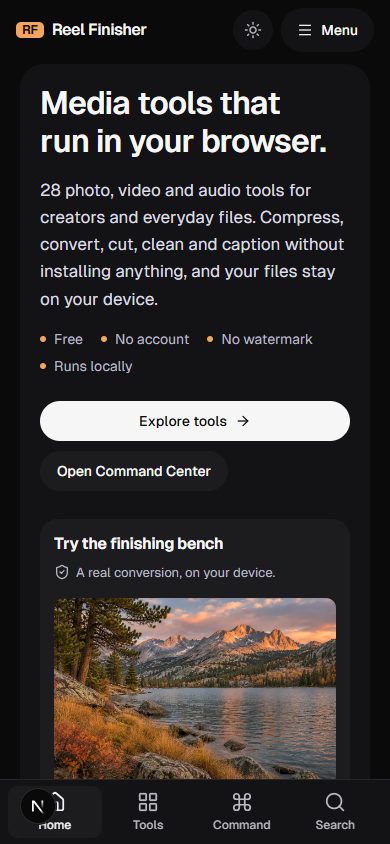 RF Reel Finisher
Menu
Media tools that
run in your browser.
28 photo, video and audio tools for
creators and everyday files. Compress,
convert, cut, clean and caption without
installing anything, and your files stay
on your device.
Free No account No watermark
Runs locally
Explore tools →
Open Command Center
Try the finishing bench
A real conversion, on your device.
N
Home Tools Command Search